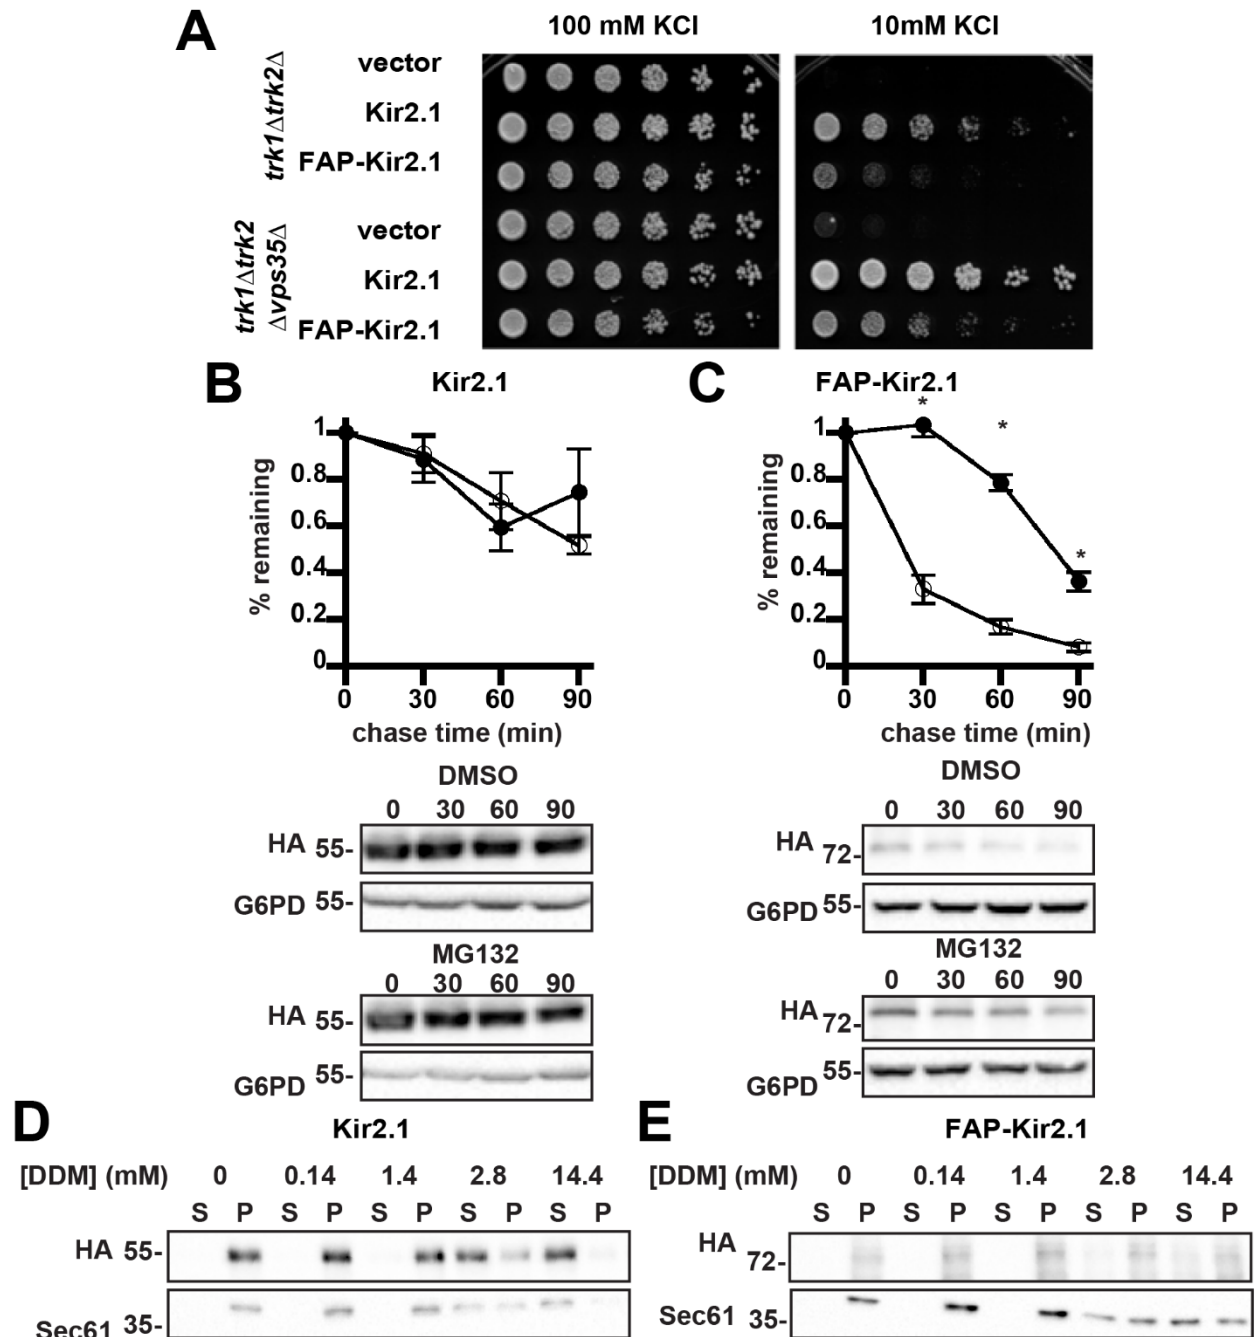 A
100 mM KCl
10mM KCl
trk1Δtrk2Δ
vector
Kir2.1
FAP-Kir2.1
trk1Δtrk2
Δvps35Δ
vector
Kir2.1
FAP-Kir2.1
B
Kir2.1
% remaining
1
0.8
0.6
0.4
0.2
0
0 30 60 90
chase time (min)
DMSO
0 30 60 90
HA 55-
G6PD 55-
MG132
0 30 60 90
HA 55-
G6PD 55-
C
FAP-Kir2.1
% remaining
*
*
*
1
0.8
0.6
0.4
0.2
0
0 30 60 90
chase time (min)
DMSO
0 30 60 90
HA 72-
G6PD 55-
MG132
0 30 60 90
HA 72-
G6PD 55-
D
Kir2.1
[DDM] (mM) 0 0.14 1.4 2.8 14.4
S P S P S P S P S P
HA 55-
Sec61 35-
E
FAP-Kir2.1
[DDM] (mM) 0 0.14 1.4 2.8 14.4
S P S P S P S P S P
HA 72-
Sec61 35-